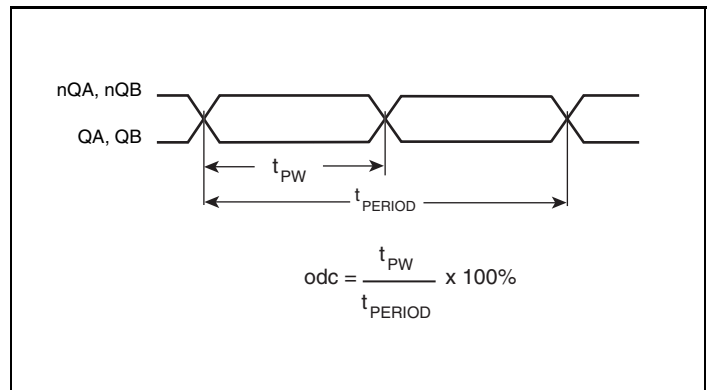 nQA, nQB
QA, QB
tPW
tPERIOD
odc = tPW / tPERIOD x 100%